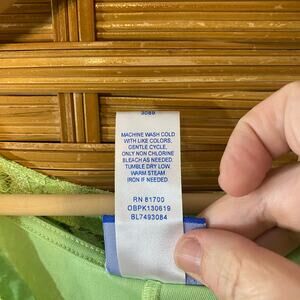 3089
MACHINE WASH COLD
WITH LIKE COLORS,
GENTLE CYCLE,
ONLY NON CHLORINE
BLEACH AS NEEDED.
TUMBLE DRY LOW.
WARM STEAM
IRON IF NEEDED.
RN 81700
OBPK130619
BL7493084